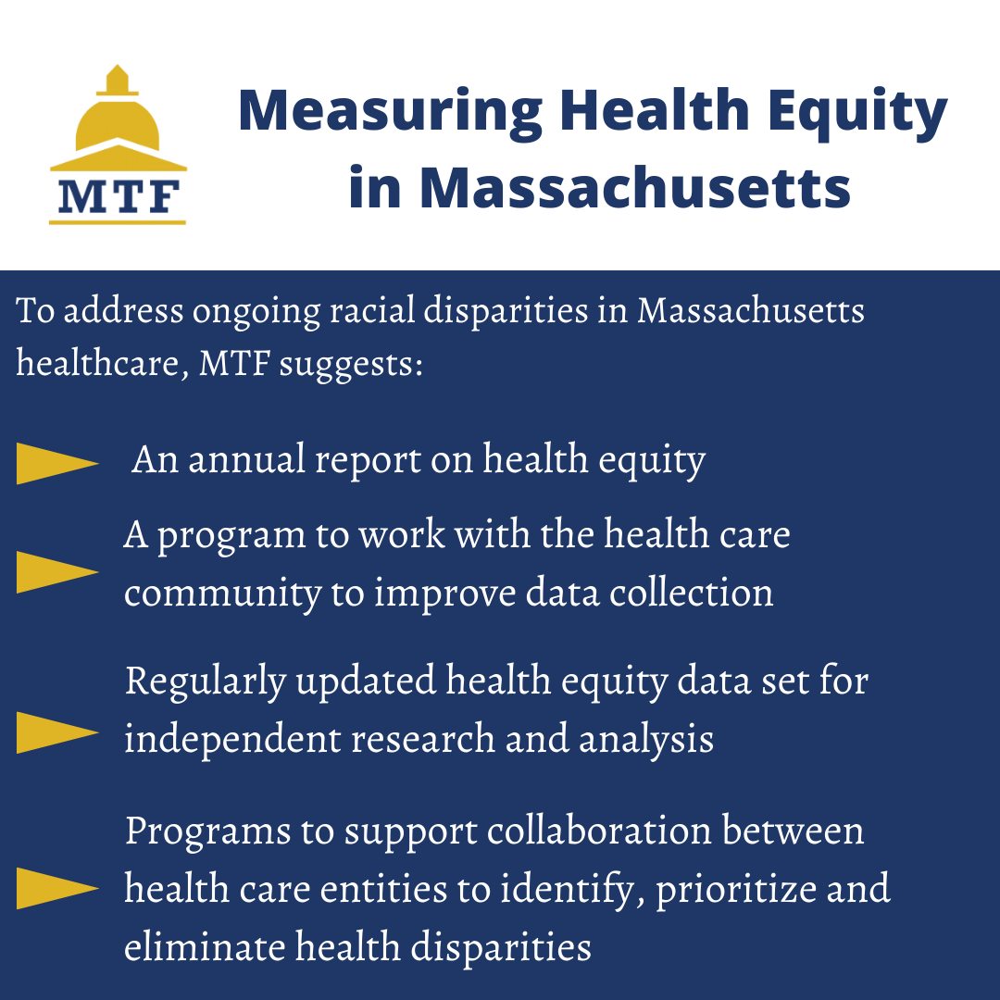 MTF
Measuring Health Equity
in Massachusetts
To address ongoing racial disparities in Massachusetts
healthcare, MTF suggests:
An annual report on health equity
A program to work with the health care
community to improve data collection
Regularly updated health equity data set for
independent research and analysis
Programs to support collaboration between
health care entities to identify, prioritize and
eliminate health disparities